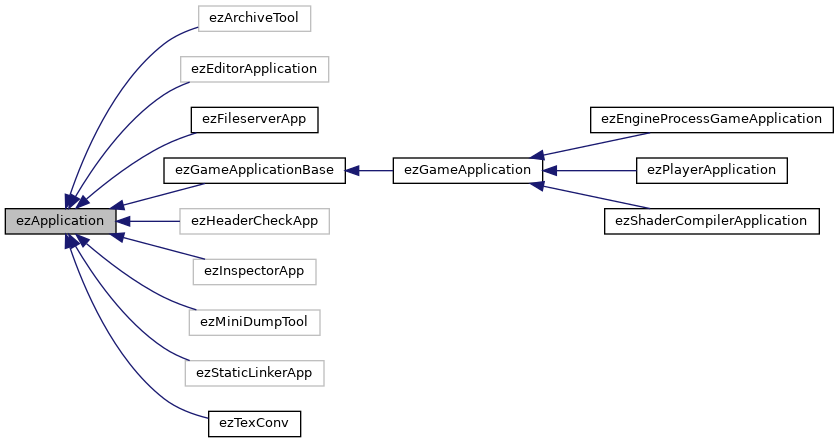 ezArchiveTool
ezEditorApplication
ezFileserverApp
ezEngineProcessGameApplication
ezGameApplicationBase
ezGameApplication
ezPlayerApplication
ezApplication
ezHeaderCheckApp
ezShaderCompilerApplication
ezInspectorApp
ezMiniDumpTool
ezStaticLinkerApp
ezTexConv